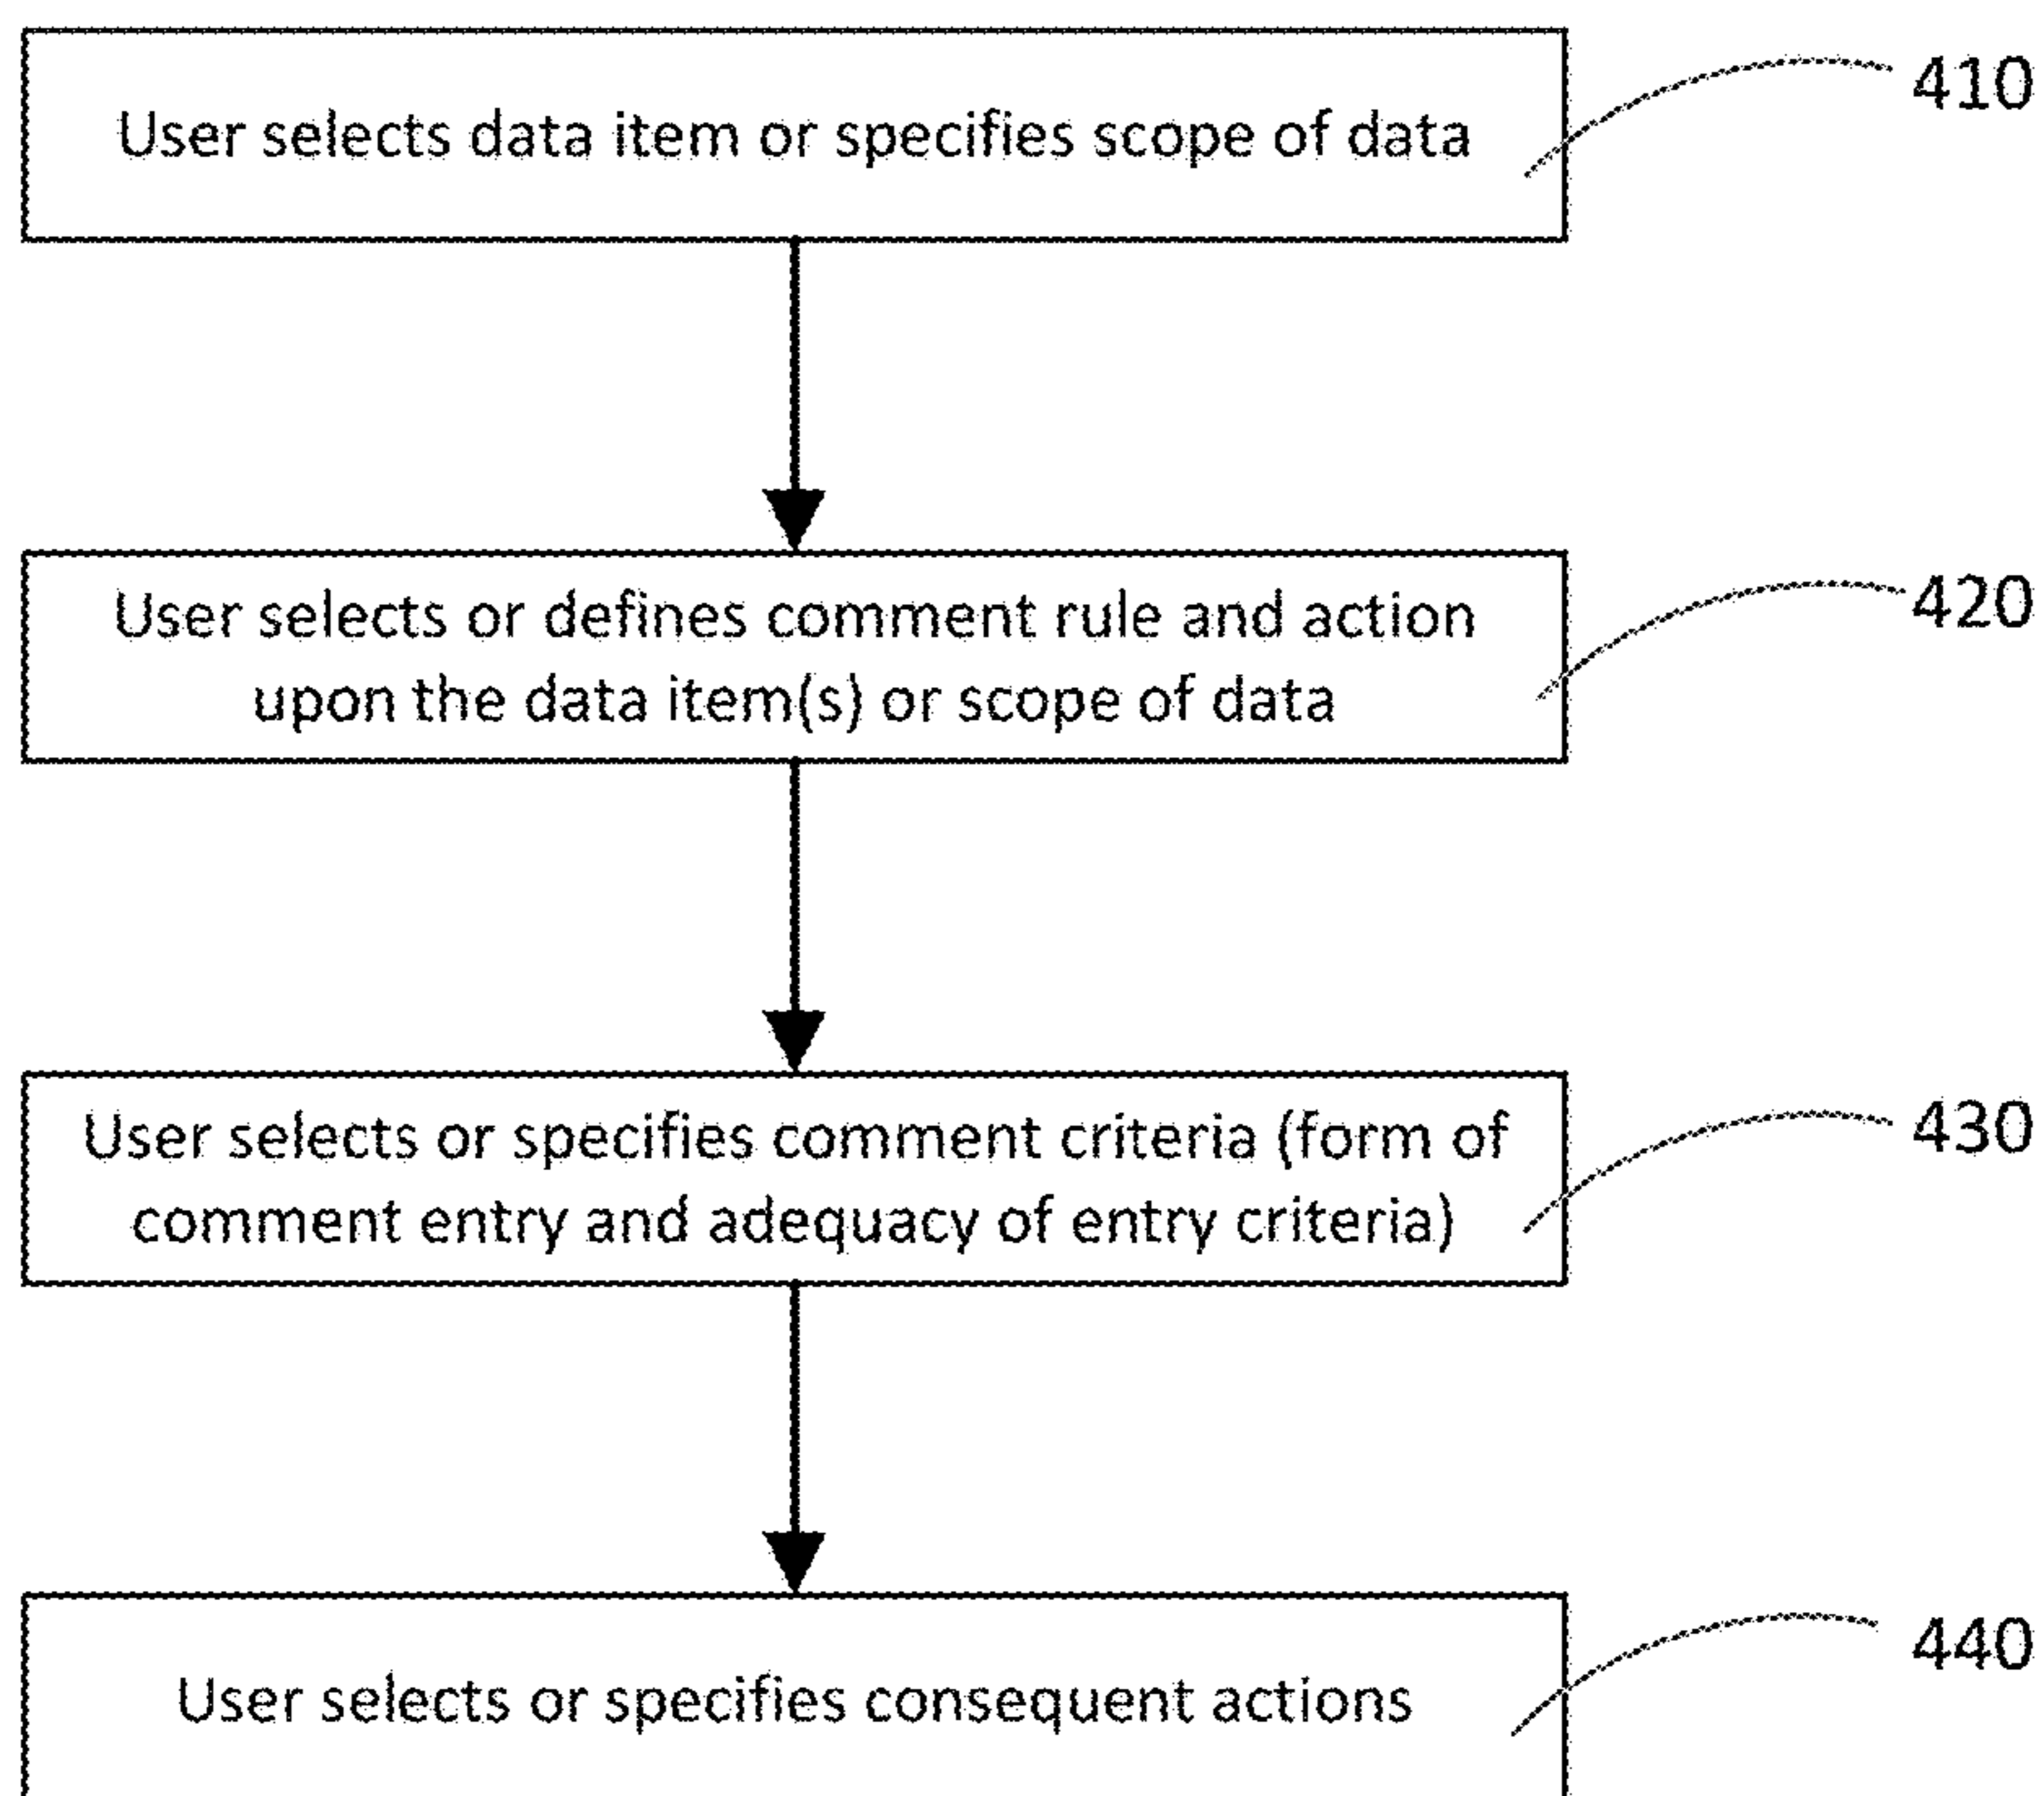 User selects data item or specifies scope of data
410
User selects or defines comment rule and action
upon the data item(s) or scope of data
420
User selects or specifies comment criteria (form of
comment entry and adequacy of entry criteria)
430
User selects or specifies consequent actions
440